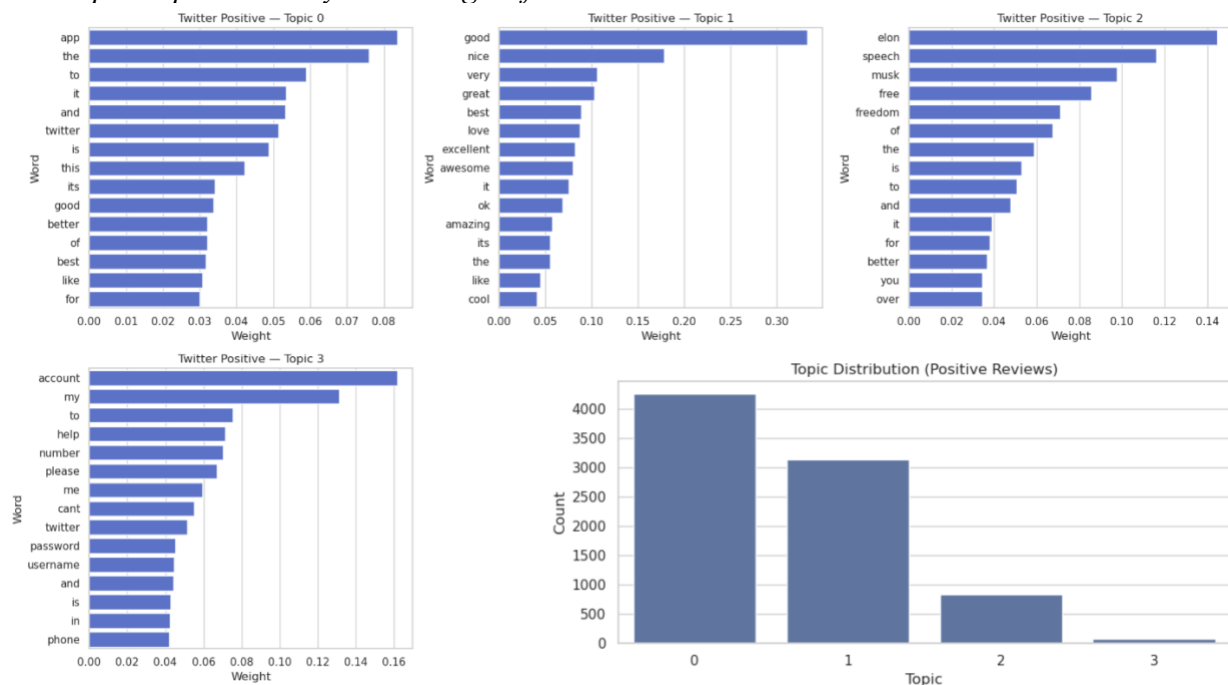 Twitter Positive — Topic 0
app
the
to
it
and
twitter
is
this
its
good
better
of
best
like
for
Word
0.00 0.01 0.02 0.03 0.04 0.05 0.06 0.07 0.08
Weight
Twitter Positive — Topic 1
good
nice
very
great
best
love
excellent
awesome
it
ok
amazing
its
the
like
cool
Word
0.00 0.05 0.10 0.15 0.20 0.25 0.30
Weight
Twitter Positive — Topic 2
elon
speech
musk
free
freedom
of
the
is
to
and
it
for
better
you
over
Word
0.00 0.02 0.04 0.06 0.08 0.10 0.12 0.14
Weight
Twitter Positive — Topic 3
account
my
to
help
number
please
me
cant
twitter
password
username
and
is
in
phone
Word
0.00 0.02 0.04 0.06 0.08 0.10 0.12 0.14 0.16
Weight
Topic Distribution (Positive Reviews)
4000
3500
3000
2500
2000
1500
1000
500
0
Count
0 1 2 3
Topic